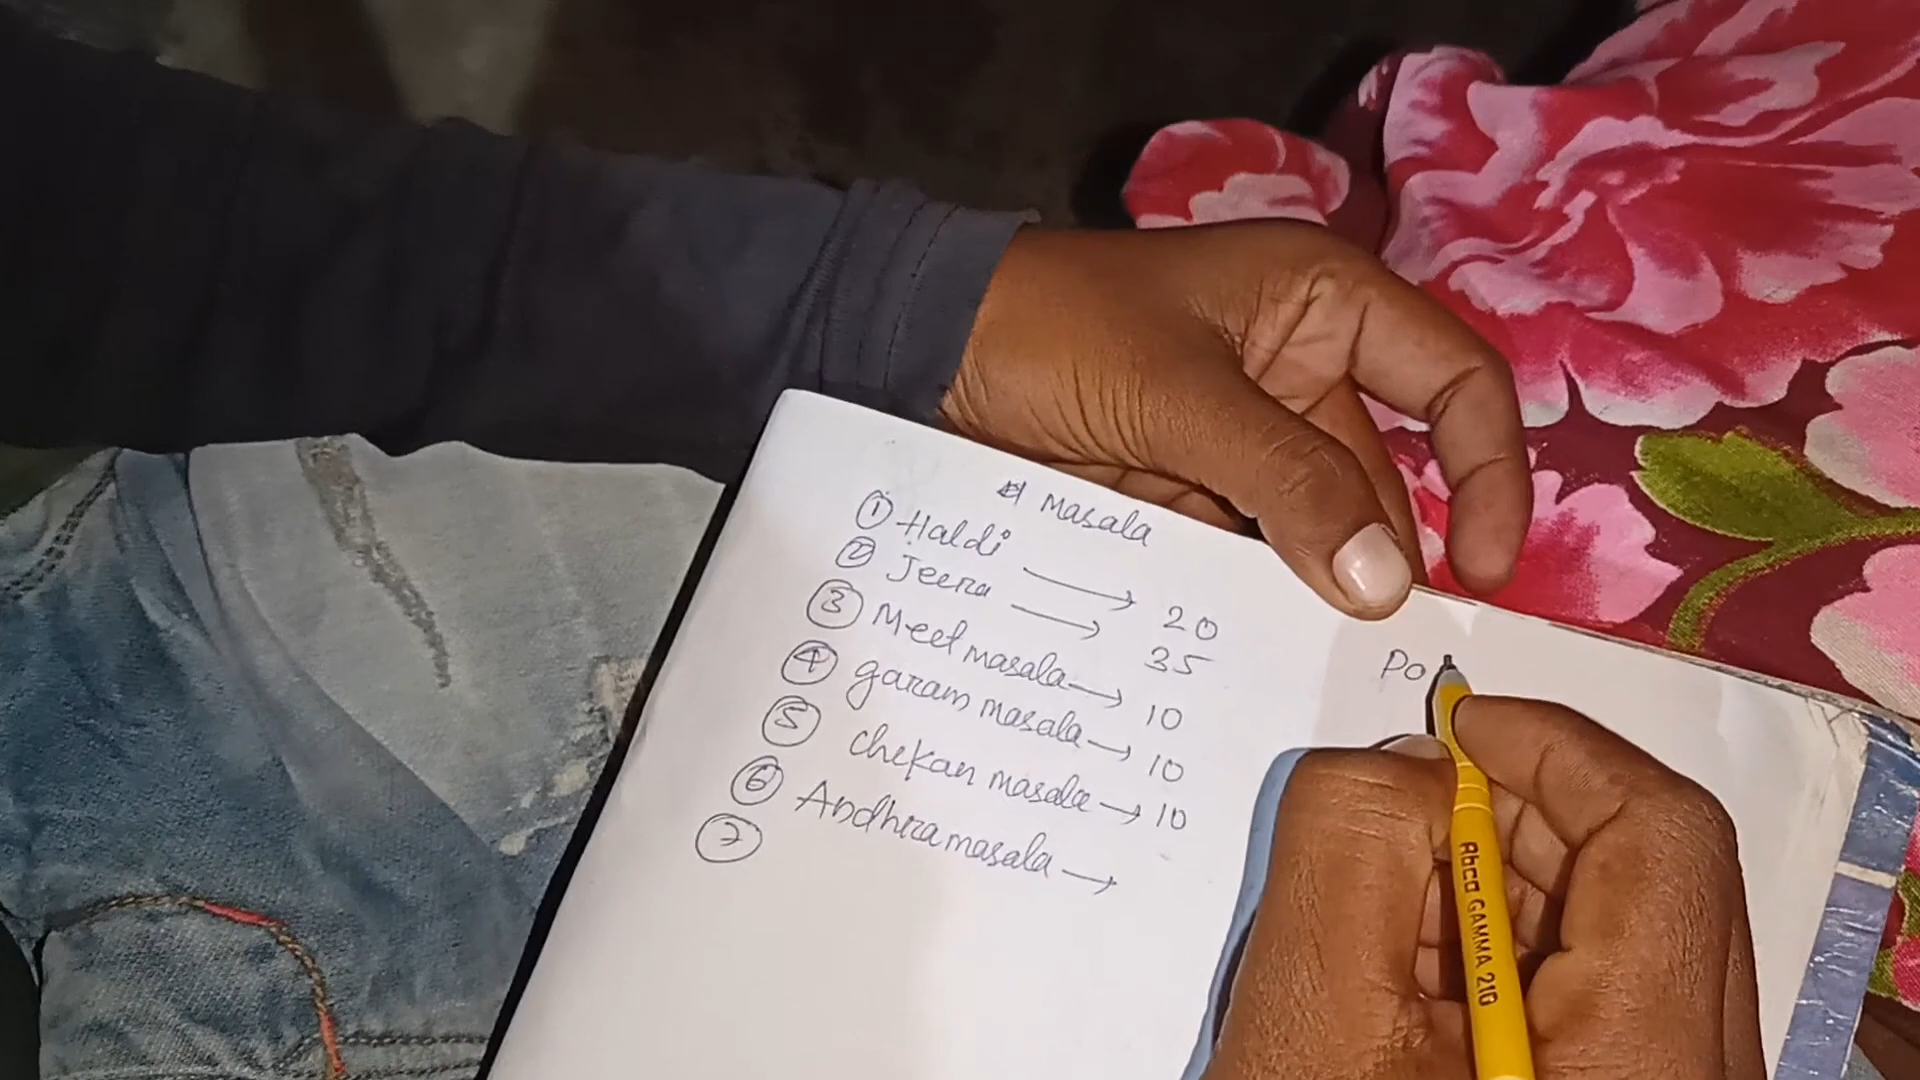 Masala
① Haldi → 20
② Jeera → 35
③ Meet masala → 10
④ garam masala → 10
⑤ chekan masala → 10
⑥ Andhra masala →
⑦
Po
Abcd GAMMA 210